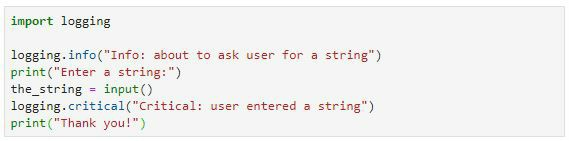 import logging
logging.info("Info: about to ask user for a string")
print("Enter a string:")
the_string = input()
logging.critical("Critical: user entered a string")
print("Thank you!")